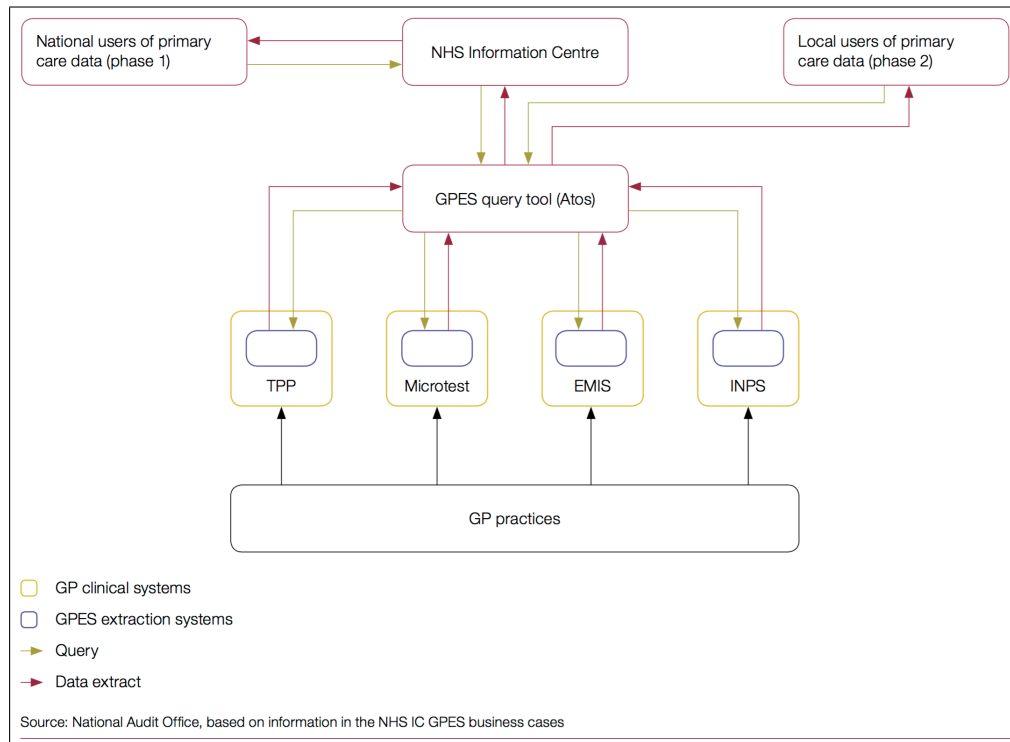 National users of primary
care data (phase 1)
NHS Information Centre
Local users of primary
care data (phase 2)
GPES query tool (Atos)
TPP
Microtest
EMIS
INPS
GP practices
GP clinical systems
GPES extraction systems
Query
Data extract
Source: National Audit Office, based on information in the NHS IC GPES business cases